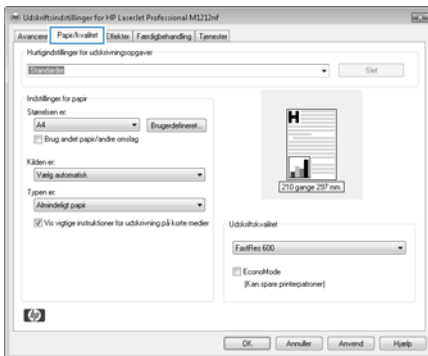 Udskriftsindstillinger for HP LaserJet Professional M1212nf
Avancere Papir/kvalitet Effekter Færdigbehandling Tjenester
Hurtigindstillinger for udskrivningsopgaver
Standarder
Slet
Indstillinger for papir
Størrelsen er:
A4
Brugerdefineret...
Brug andet papir/andre omslag
Kilden er:
Vælg automatisk
Typen er:
Almindeligt papir
Vis vigtige instruktioner for udskrivning på korte medier
H
210 gange 297 mm.
Udskriftskvalitet
FastRes 600
EconoMode
(Kan spare printerpatroner)
hp
OK Annuller Anvend Hjælp